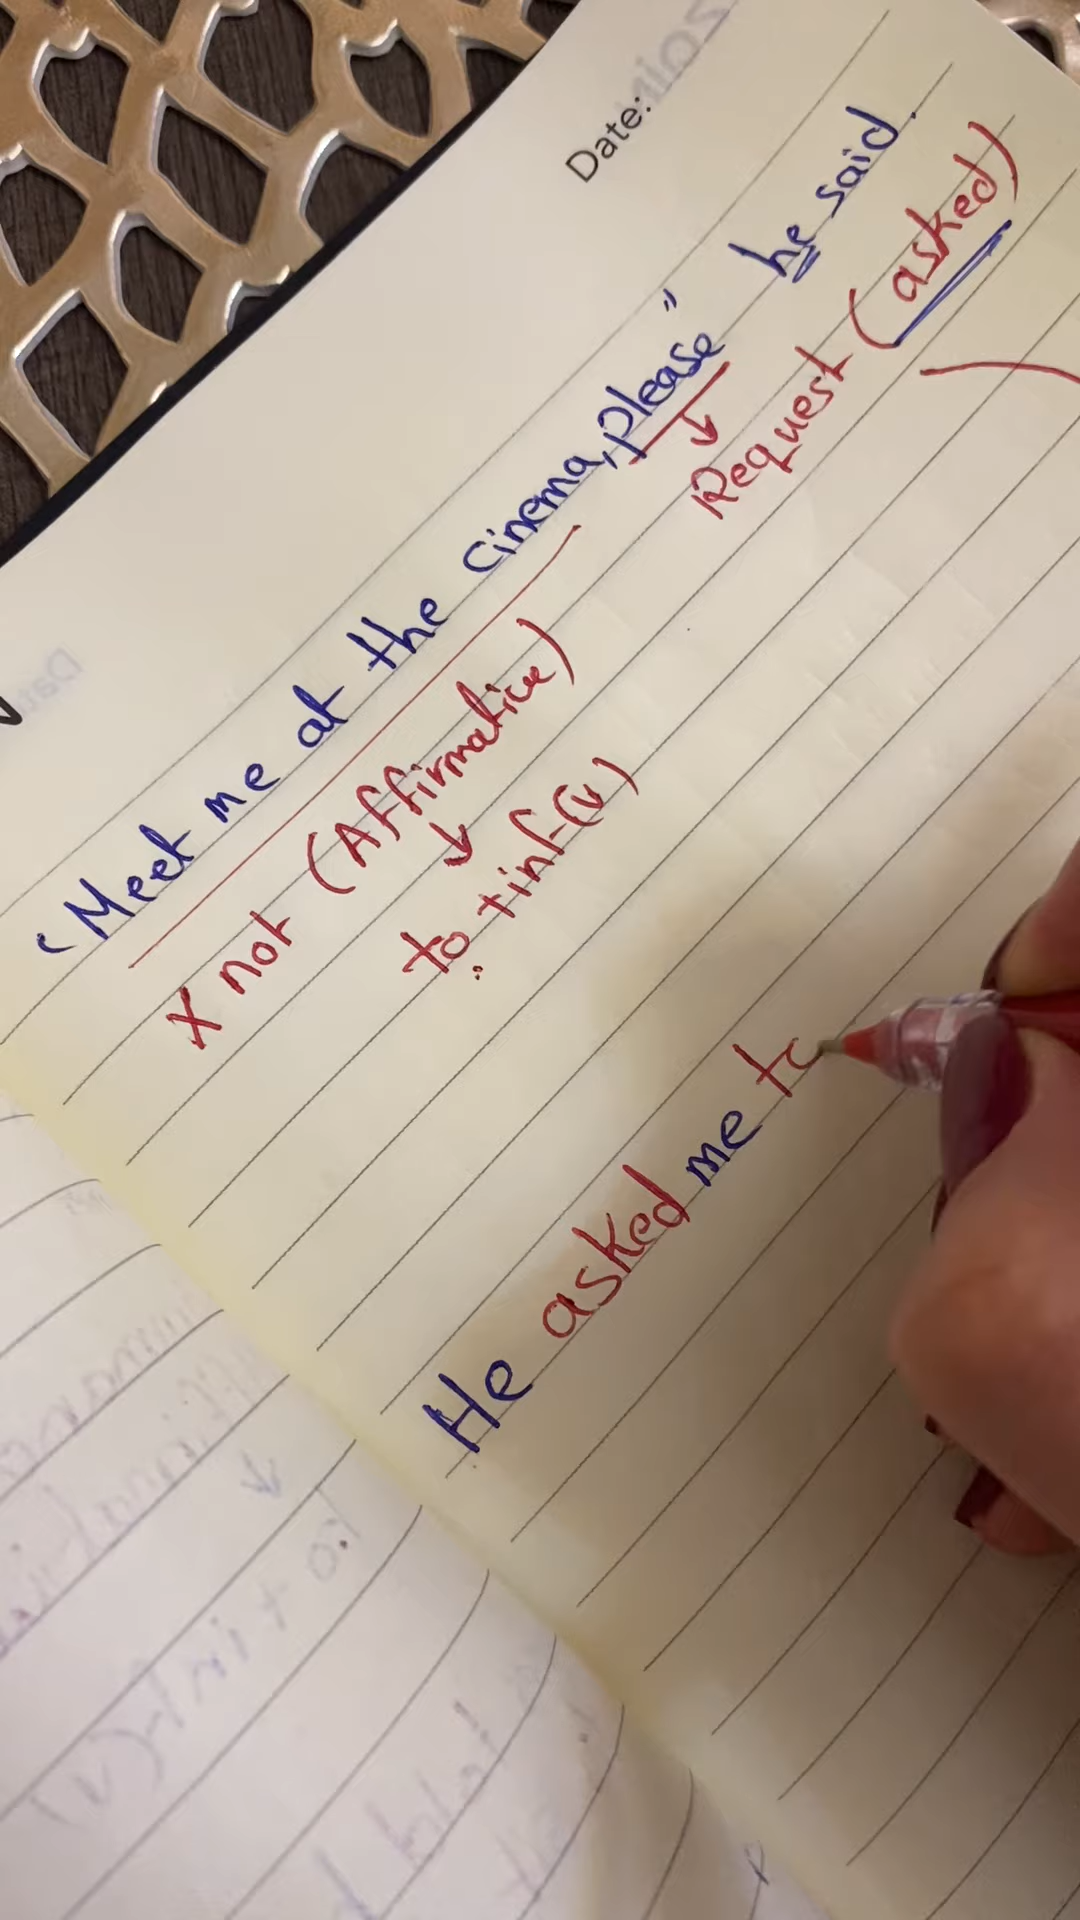 Date:
"Meet me at the cinema, please" he said.
Request (asked)
X not (Affirmative)
to + inf(v)
He asked me to